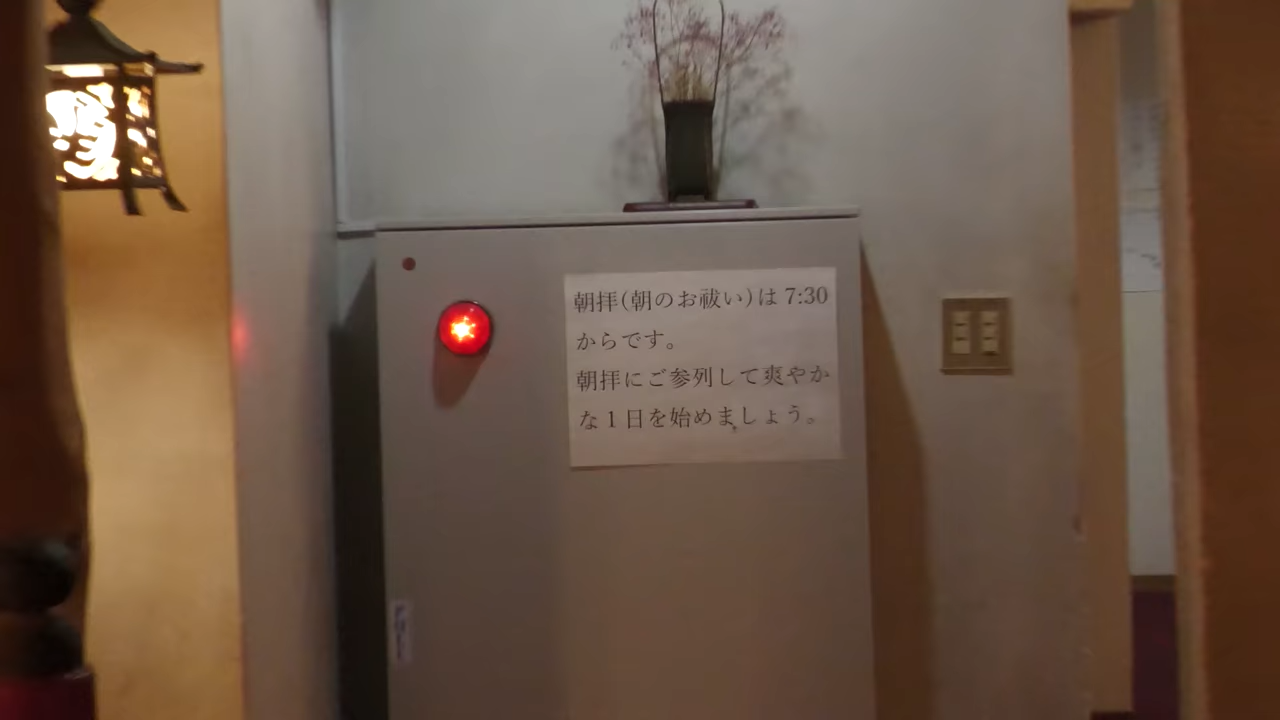 朝拝(朝のお祓い)は 7:30
からです。
朝拝にご参列して爽やか
な 1 日を始めましょう。